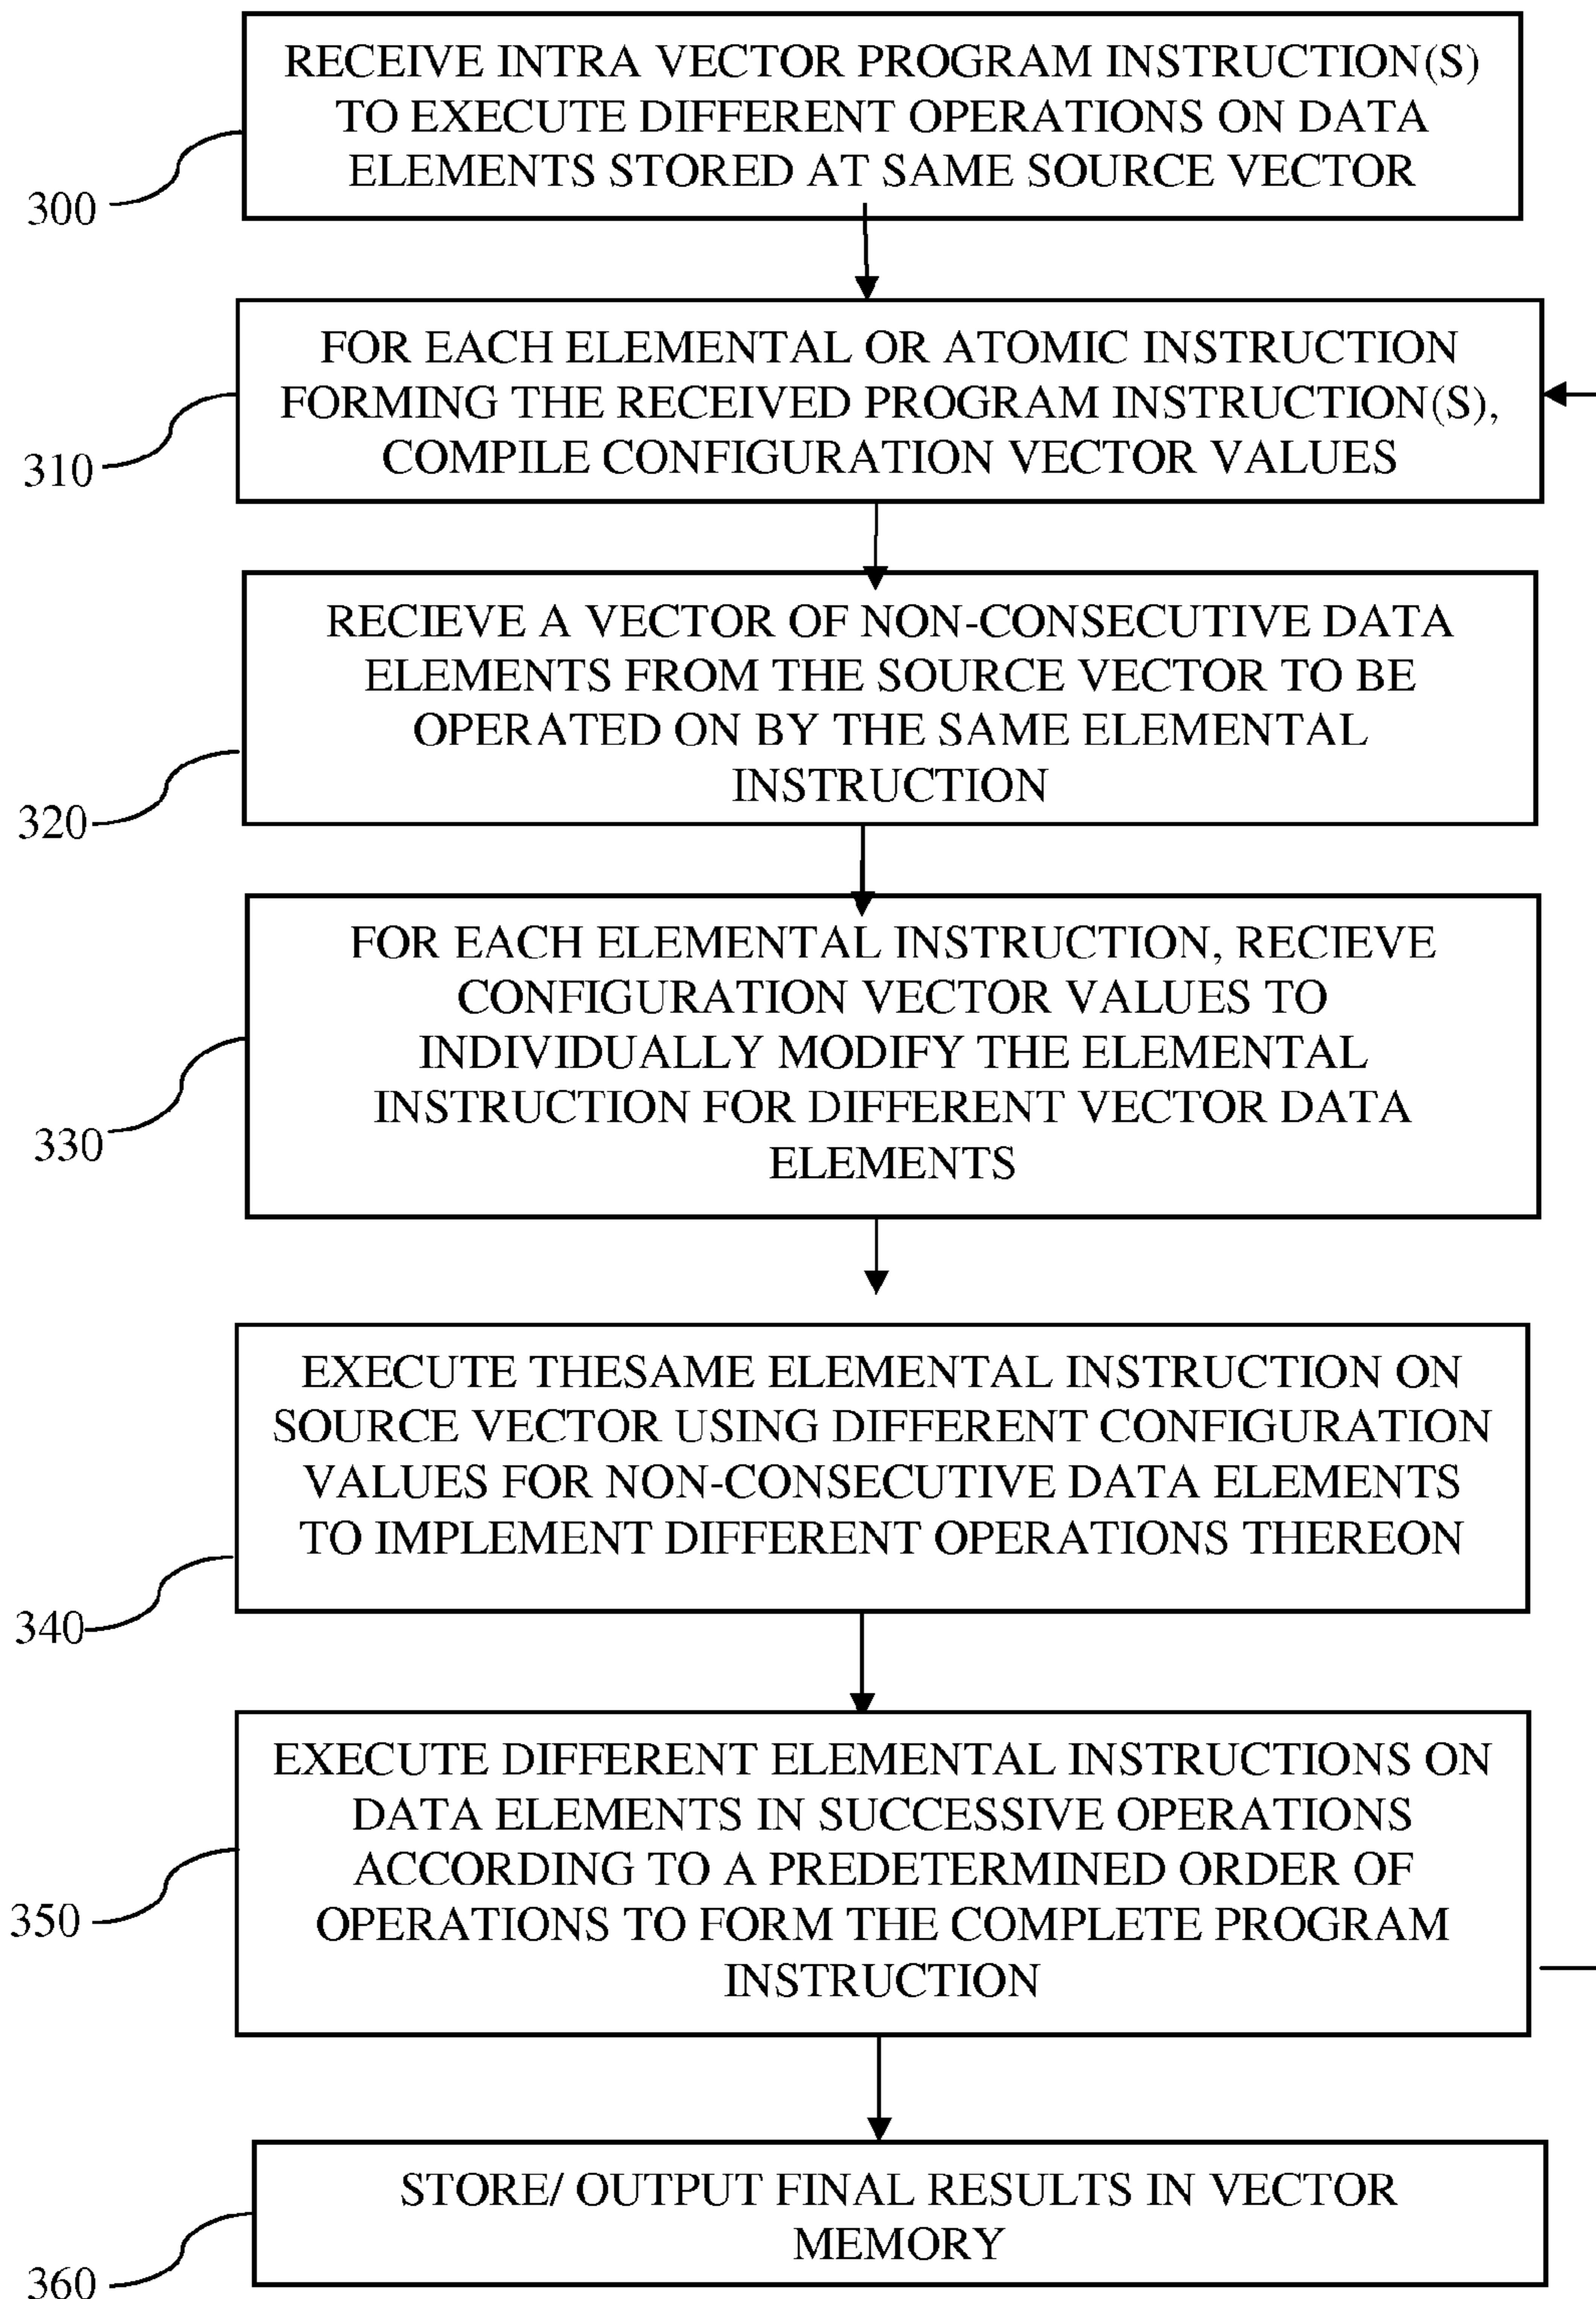 RECEIVE INTRA VECTOR PROGRAM INSTRUCTION(S)
TO EXECUTE DIFFERENT OPERATIONS ON DATA
ELEMENTS STORED AT SAME SOURCE VECTOR
300
FOR EACH ELEMENTAL OR ATOMIC INSTRUCTION
FORMING THE RECEIVED PROGRAM INSTRUCTION(S),
COMPILE CONFIGURATION VECTOR VALUES
310
RECIEVE A VECTOR OF NON-CONSECUTIVE DATA
ELEMENTS FROM THE SOURCE VECTOR TO BE
OPERATED ON BY THE SAME ELEMENTAL
INSTRUCTION
320
FOR EACH ELEMENTAL INSTRUCTION, RECIEVE
CONFIGURATION VECTOR VALUES TO
INDIVIDUALLY MODIFY THE ELEMENTAL
INSTRUCTION FOR DIFFERENT VECTOR DATA
ELEMENTS
330
EXECUTE THESAME ELEMENTAL INSTRUCTION ON
SOURCE VECTOR USING DIFFERENT CONFIGURATION
VALUES FOR NON-CONSECUTIVE DATA ELEMENTS
TO IMPLEMENT DIFFERENT OPERATIONS THEREON
340
EXECUTE DIFFERENT ELEMENTAL INSTRUCTIONS ON
DATA ELEMENTS IN SUCCESSIVE OPERATIONS
ACCORDING TO A PREDETERMINED ORDER OF
OPERATIONS TO FORM THE COMPLETE PROGRAM
INSTRUCTION
350
STORE/ OUTPUT FINAL RESULTS IN VECTOR
MEMORY
360